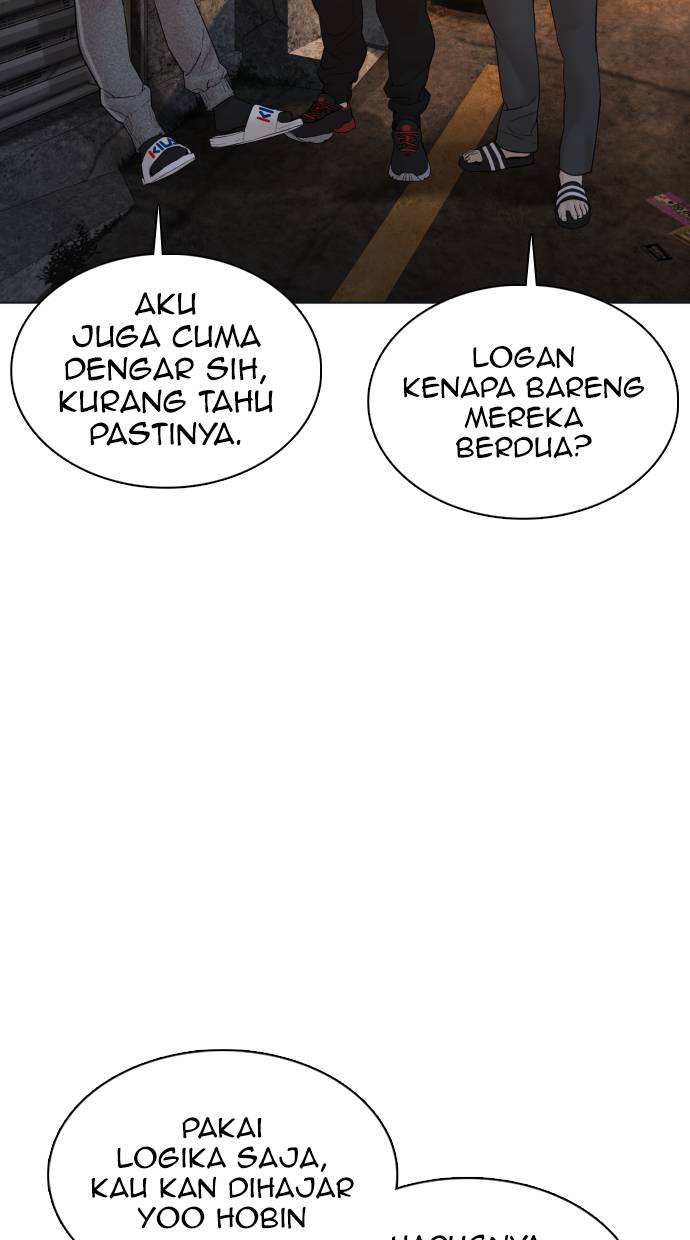 AKU
JUGA CUMA
DENGAR SIH,
KURANG TAHU
PASTINYA.
LOGAN
KENAPA BARENG
MEREKA
BERDUA?
PAKAI
LOGIKA SAJA,
KAU KAN DIHAJAR
YOO HOBIN